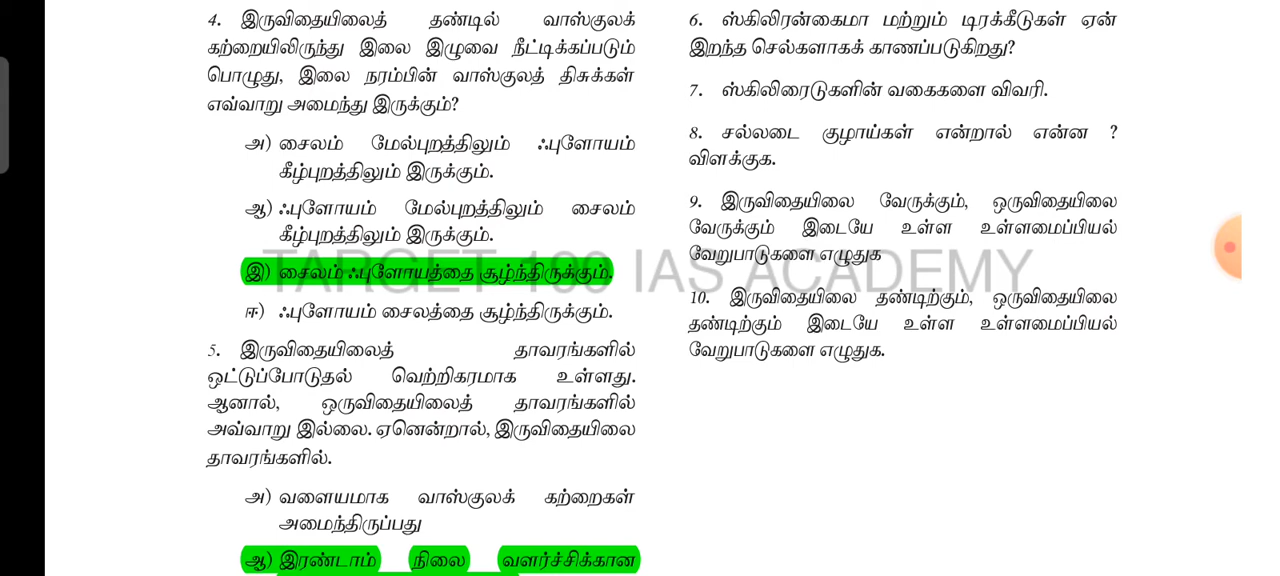 4. இருவிதையிலைத் தண்டில் வாஸ்குலக்
கற்றையிலிருந்து இலை இழுவை நீட்டிக்கப்படும்
பொழுது, இலை நரம்பின் வாஸ்குலத் திசுக்கள்
எவ்வாறு அமைந்து இருக்கும்?
அ) சைலம் மேல்புறத்திலும் ஃபுளோயம்
கீழ்புறத்திலும் இருக்கும்.
ஆ) ஃபுளோயம் மேல்புறத்திலும் சைலம்
கீழ்புறத்திலும் இருக்கும்.
இ) சைலம் ஃபுளோயத்தை சூழ்ந்திருக்கும்.
ஈ) ஃபுளோயம் சைலத்தை சூழ்ந்திருக்கும்.
5. இருவிதையிலைத் தாவரங்களில்
ஒட்டுப்போடுதல் வெற்றிகரமாக உள்ளது.
ஆனால், ஒருவிதையிலைத் தாவரங்களில்
அவ்வாறு இல்லை. ஏனென்றால், இருவிதையிலை
தாவரங்களில்.
அ) வளையமாக வாஸ்குலக் கற்றைகள்
அமைந்திருப்பது
ஆ) இரண்டாம் நிலை வளர்ச்சிக்கான
6. ஸ்கிலிரன்கைமா மற்றும் டிரக்கீடுகள் ஏன்
இறந்த செல்களாகக் காணப்படுகிறது?
7. ஸ்கிலிரைடுகளின் வகைகளை விவரி.
8. சல்லடை குழாய்கள் என்றால் என்ன ?
விளக்குக.
9. இருவிதையிலை வேருக்கும், ஒருவிதையிலை
வேருக்கும் இடையே உள்ள உள்ளமைப்பியல்
வேறுபாடுகளை எழுதுக
10. இருவிதையிலை தண்டிற்கும், ஒருவிதையிலை
தண்டிற்கும் இடையே உள்ள உள்ளமைப்பியல்
வேறுபாடுகளை எழுதுக.
TARGET 100 IAS ACADEMY